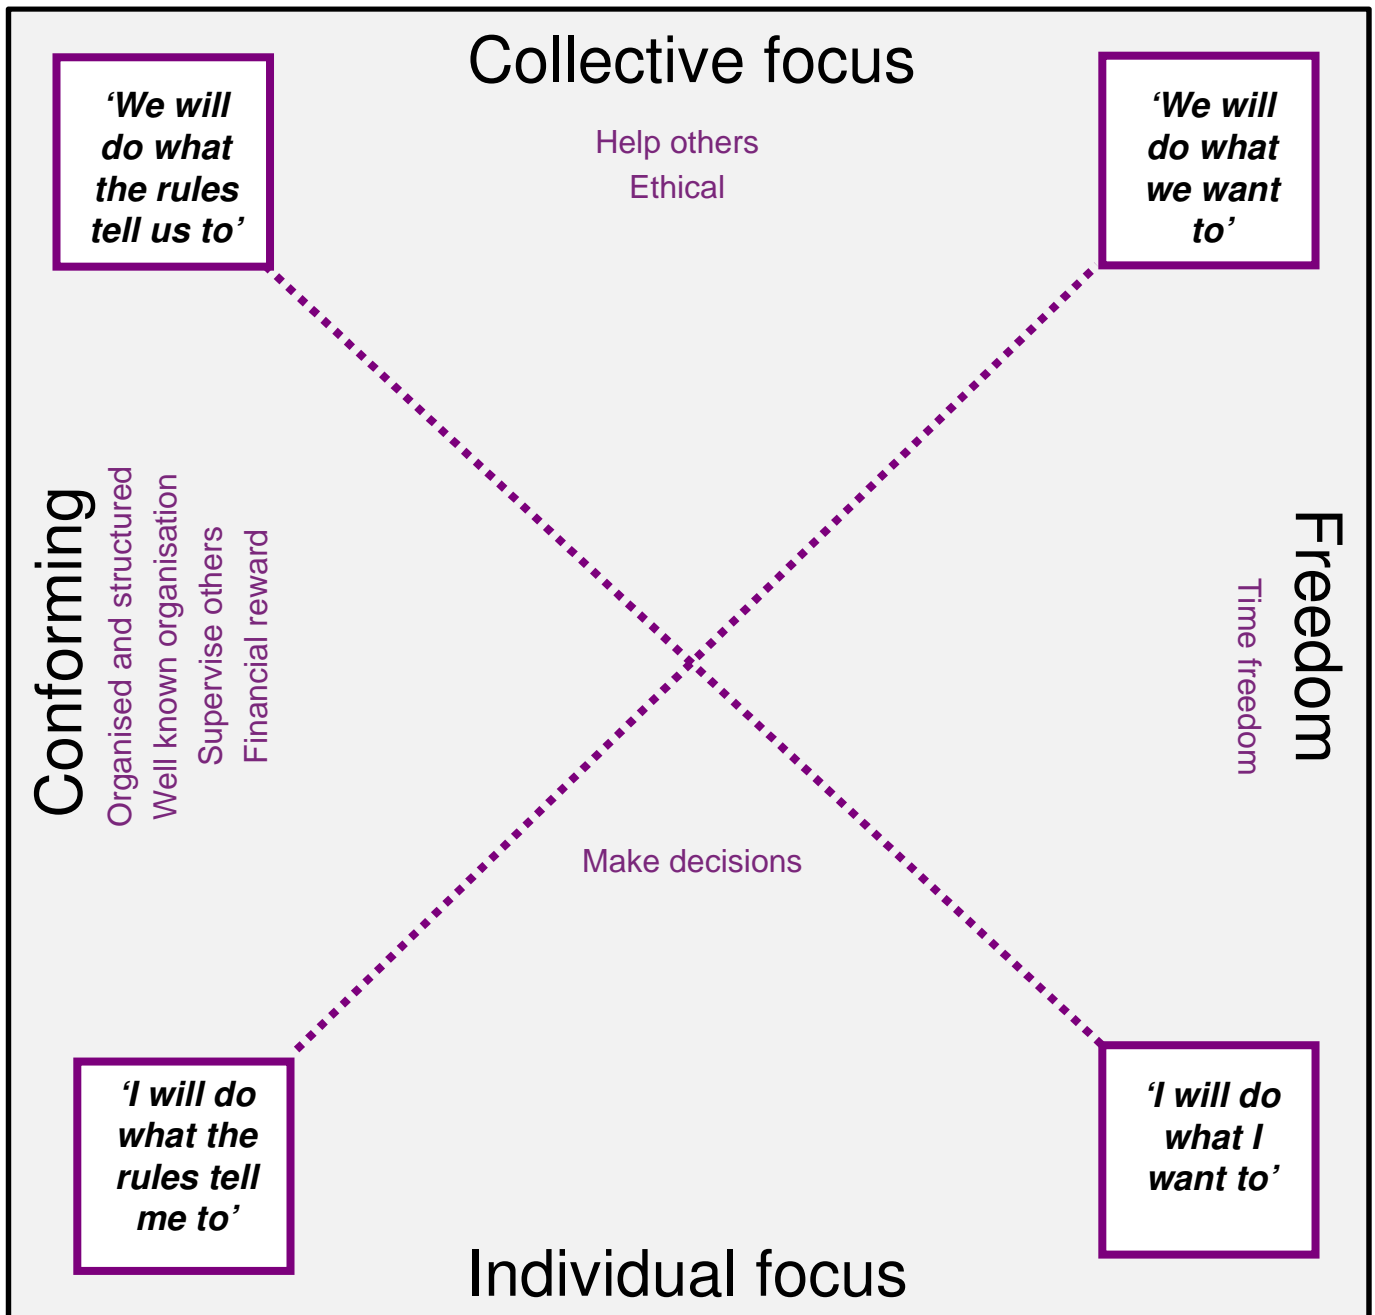 Collective focus
‘We will
do what
the rules
tell us to’
Help others
Ethical
‘We will
do what
we want
to’
Conforming
Organised and structured
Well known organisation
Supervise others
Financial reward
Freedom
Time freedom
Make decisions
‘I will do
what the
rules tell
me to’
‘I will do
what I
want to’
Individual focus